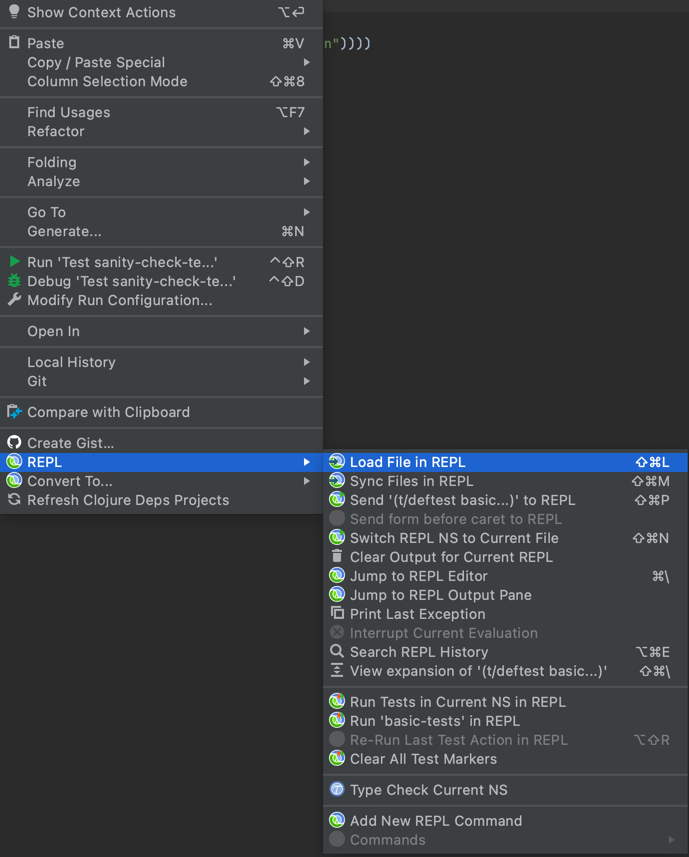 Show Context Actions ⌥⏎
n"))))
Paste ⌘V
Copy / Paste Special
Column Selection Mode ⇧⌘8
Find Usages ⌥F7
Refactor
Folding
Analyze
Go To
Generate... ⌘N
Run 'Test sanity-check-te...' ^⇧R
Debug 'Test sanity-check-te...' ^⇧D
Modify Run Configuration...
Open In
Local History
Git
Compare with Clipboard
Create Gist...
REPL
Convert To...
Refresh Clojure Deps Projects
Load File in REPL ⇧⌘L
Sync Files in REPL ⇧⌘M
Send '(t/deftest basic...)' to REPL ⇧⌘P
Send form before caret to REPL
Switch REPL NS to Current File ⇧⌘N
Clear Output for Current REPL
Jump to REPL Editor ⌘\
Jump to REPL Output Pane
Print Last Exception
Interrupt Current Evaluation
Search REPL History ⌥⌘E
View expansion of '(t/deftest basic...)' ⇧⌘\
Run Tests in Current NS in REPL
Run 'basic-tests' in REPL
Re-Run Last Test Action in REPL ⌥⇧R
Clear All Test Markers
Type Check Current NS
Add New REPL Command
Commands